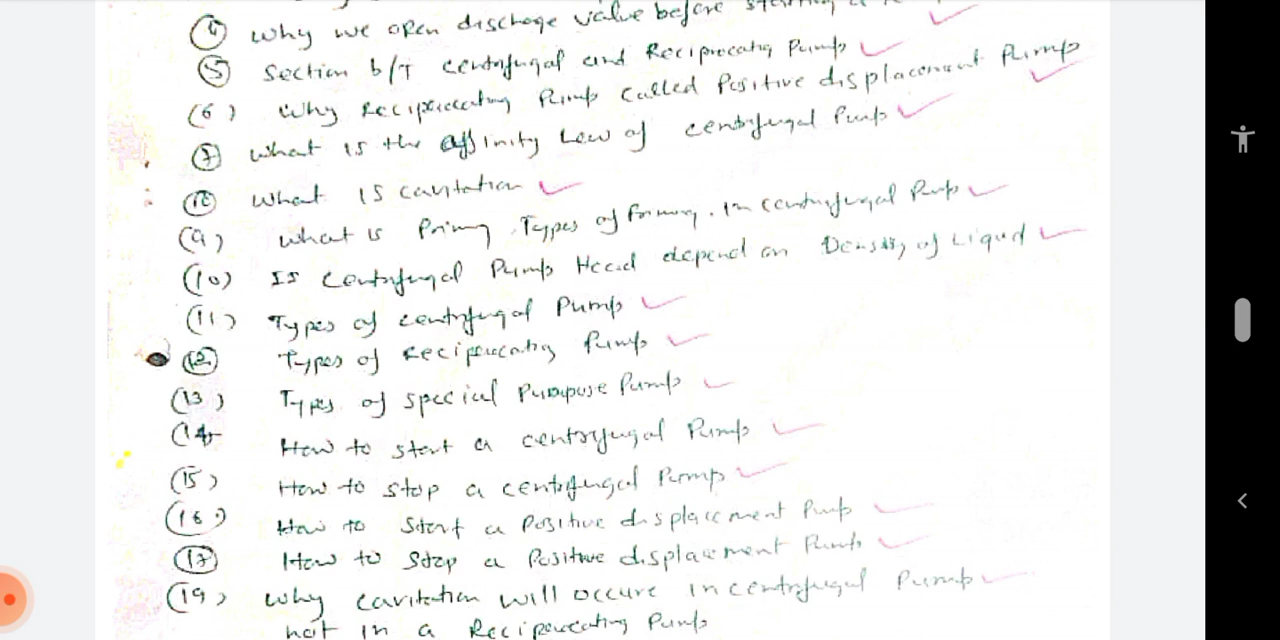 (4) Why we open dischage value before
(5) Section b/T centrifugal and Reciprocatig Pump
(6) Why Reciprocating Pump called Positive displacement Pump
(7) What is the affinity Law of centrifugal Pump
What IS cavitation
(9) What is Primg Types of Priming. In centrifugal Pump
(10) IS Centrifugal Pump Head depend on Density of Liqud
(11) Types of centrifugal Pump
(12) Types of Reciprocatig Pump
(13) Types of special Purpose Pump
(14) How to start a centrifugal Pump
(15) How to stop a centrifugal Pump
(16) How to Start a Positive displacement Pump
(17) How to Stop a Positive displacement Pump
(19) Why cavitation will occure in centrifugal Pump
not in a Reciprocating Pump